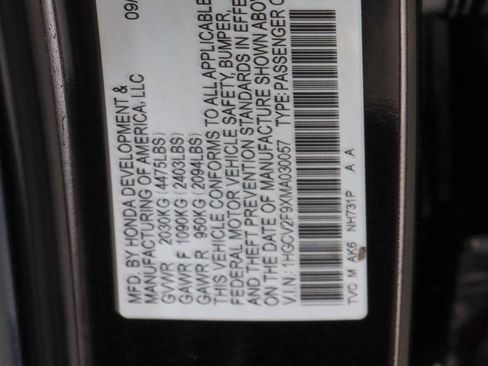 MFD. BY HONDA DEVELOPMENT & 09/
MANUFACTURING OF AMERICA, LLC
GVWR 2030KG (4475LBS)
GAWR F 1090KG (2403LBS)
GAWR R 950KG (2094LBS)
THIS VEHICLE CONFORMS TO ALL APPLICABLE
FEDERAL MOTOR VEHICLE SAFETY, BUMPER,
AND THEFT PREVENTION STANDARDS IN EFFE
ON THE DATE OF MANUFACTURE SHOWN ABOV
V.I.N.: 1HGCV2F9XMA030057 TYPE: PASSENGER C
TVC M AK6 NH731P A A